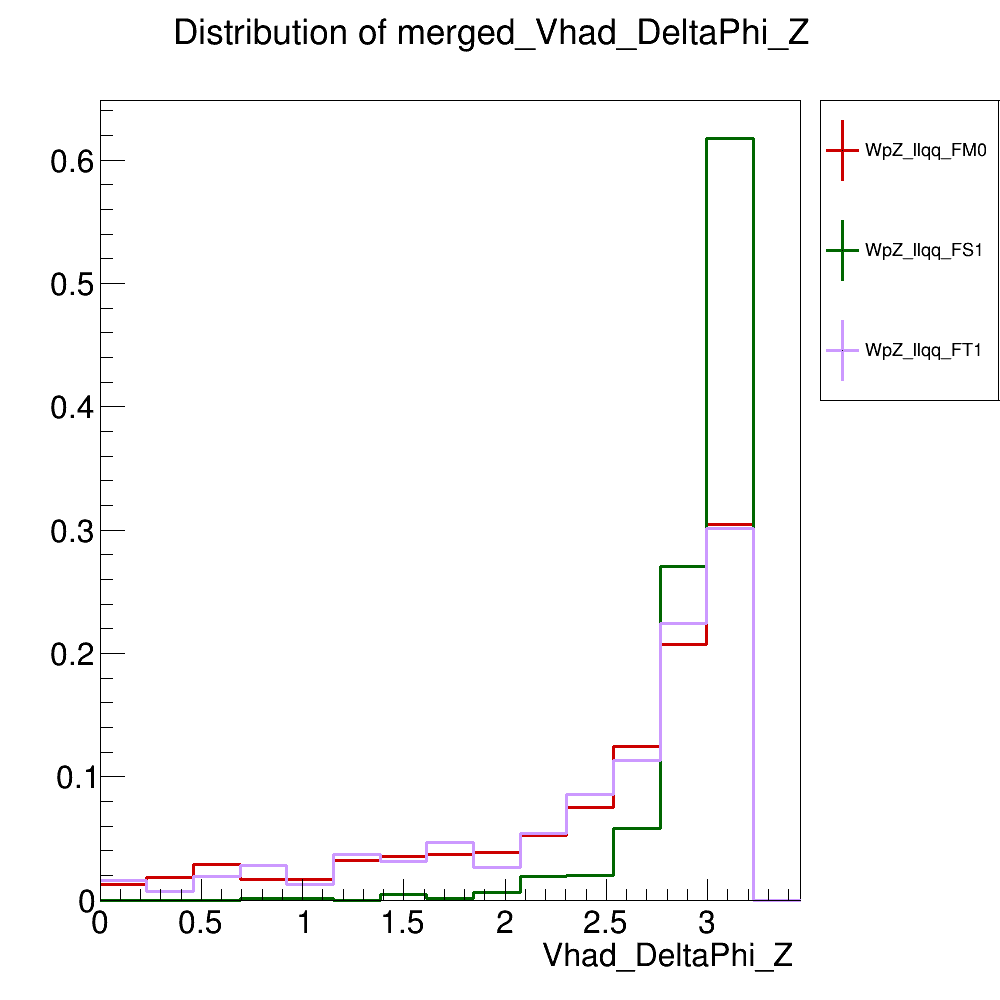 Distribution of merged_Vhad_DeltaPhi_Z
0.6
0.5
0.4
0.3
0.2
0.1
0
0 0.5 1 1.5 2 2.5 3
Vhad_DeltaPhi_Z
WpZ_llqq_FM0
WpZ_llqq_FS1
WpZ_llqq_FT1